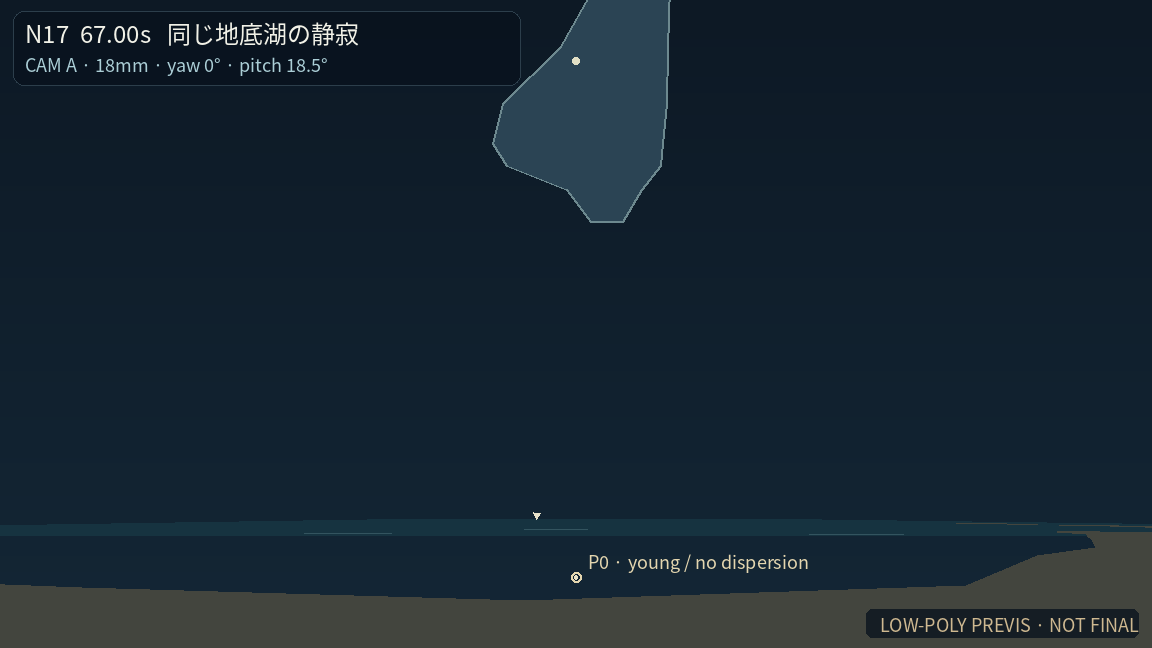 N17 67.00s 同じ地底湖の静寂
CAM A · 18mm · yaw 0° · pitch 18.5°
P0 · young / no dispersion
LOW-POLY PREVIS · NOT FINAL